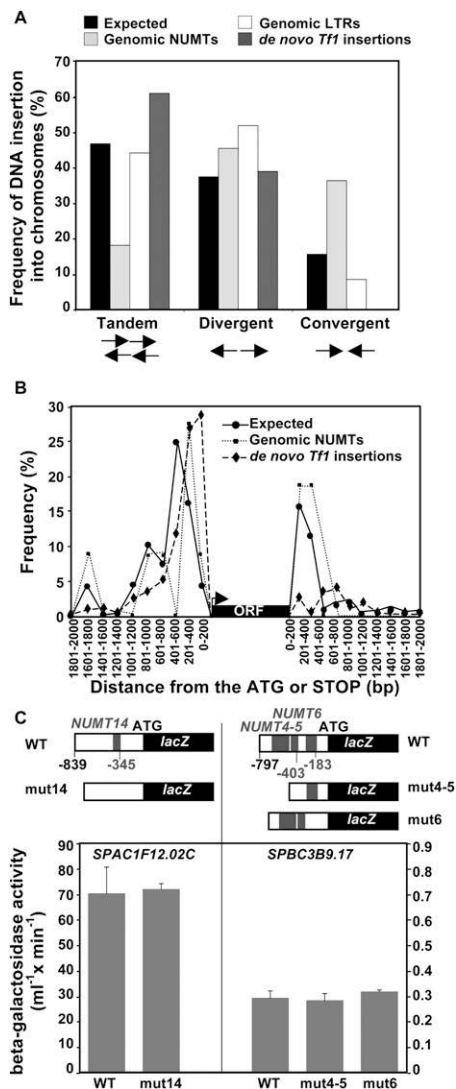 A
Expected
Genomic LTRs
Genomic NUMTs
de novo Tf1 insertions
Frequency of DNA insertion
into chromosomes (%)
70
60
50
40
30
20
10
0
Tandem
Divergent
Convergent
B
30
25
20
15
10
5
0
Frequency (%)
Expected
Genomic NUMTs
de novo Tf1 insertions
ORF
1801-2000
1601-1800
1401-1600
1201-1400
1001-1200
801-1000
601-800
401-600
201-400
0-200
0-200
201-400
401-600
601-800
801-1000
1001-1200
1201-1400
1401-1600
1601-1800
1801-2000
Distance from the ATG or STOP (bp)
C
NUMT14
ATG
WT
lacZ
-839
-345
mut14
lacZ
NUMT6
NUMT4-5
ATG
lacZ
WT
-797
-183
-403
lacZ
mut4-5
lacZ
mut6
beta-galactosidase activity
(ml-1x min-1)
90
80
70
60
50
40
30
20
10
0
SPAC1F12.02C
SPBC3B9.17
0.9
0.8
0.7
0.6
0.5
0.4
0.3
0.2
0.1
0
WT
mut14
WT
mut4-5
mut6